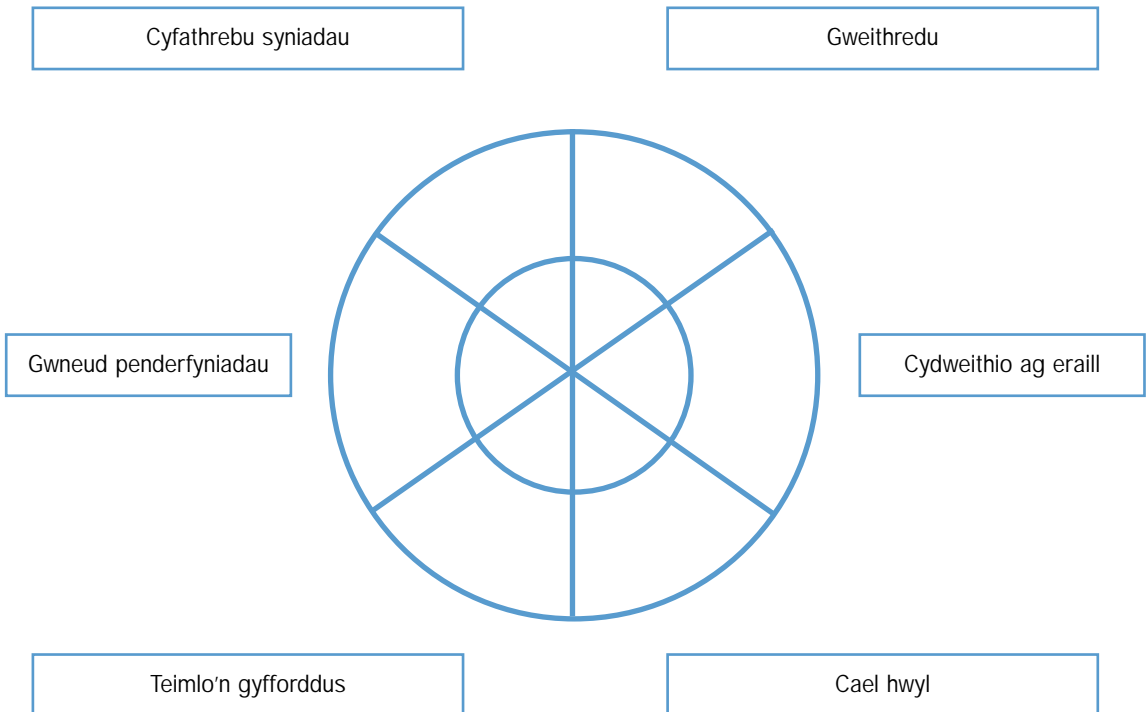 Cyfathrebu syniadau
Gweithredu
Gwneud penderfyniadau
Cydweithio ag eraill
Teimlo'n gyfforddus
Cael hwyl